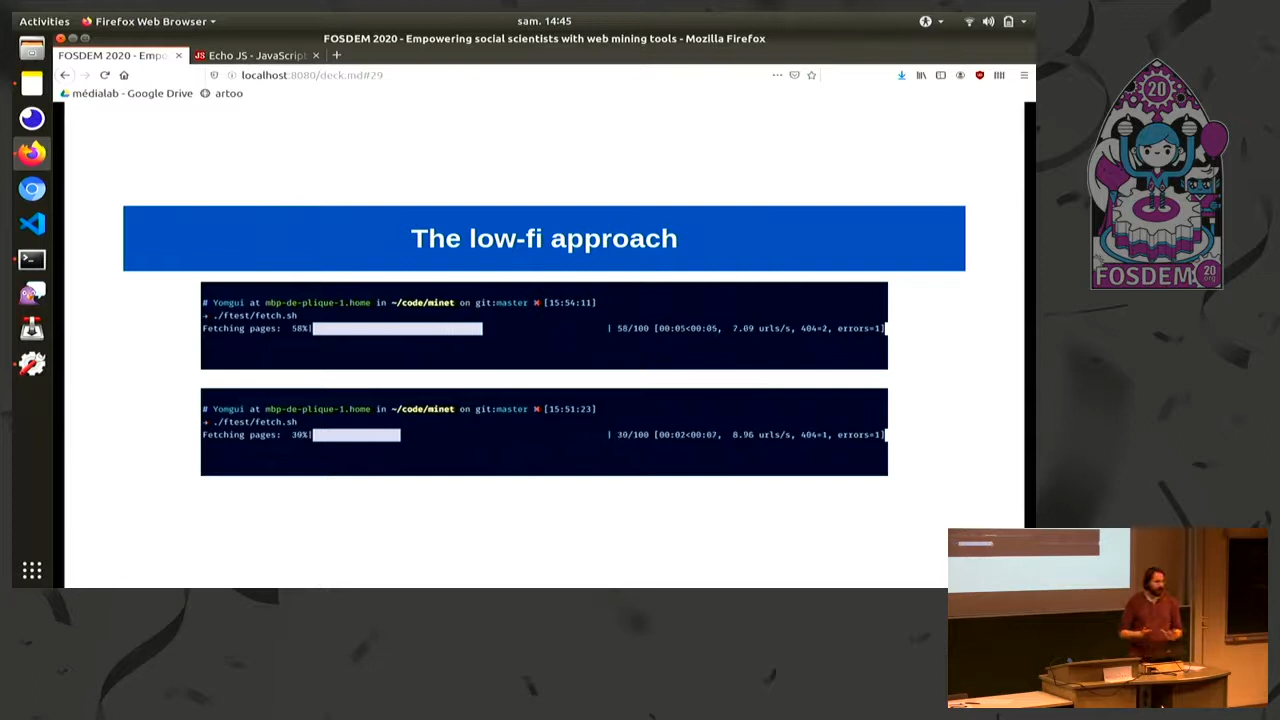 Activities
Firefox Web Browser
sam. 14:45
FOSDEM 2020 - Empowering social scientists with web mining tools - Mozilla Firefox
FOSDEM 2020 - Empo
JS Echo JS - JavaScript
localhost:8080/deck.md#29
médialab - Google Drive
artoo
The low-fi approach
# Yomgui at mbp-de-plique-1.home in ~/code/minet on git:master ✖ [15:54:11]
→ ./ftest/fetch.sh
Fetching pages: 58%| | 58/100 [00:05<00:05, 7.09 urls/s, 404=2, errors=1]
# Yomgui at mbp-de-plique-1.home in ~/code/minet on git:master ✖ [15:51:23]
→ ./ftest/fetch.sh
Fetching pages: 30%| | 30/100 [00:02<00:07, 8.96 urls/s, 404=1, errors=1]
20
FOSDEM 20
.org